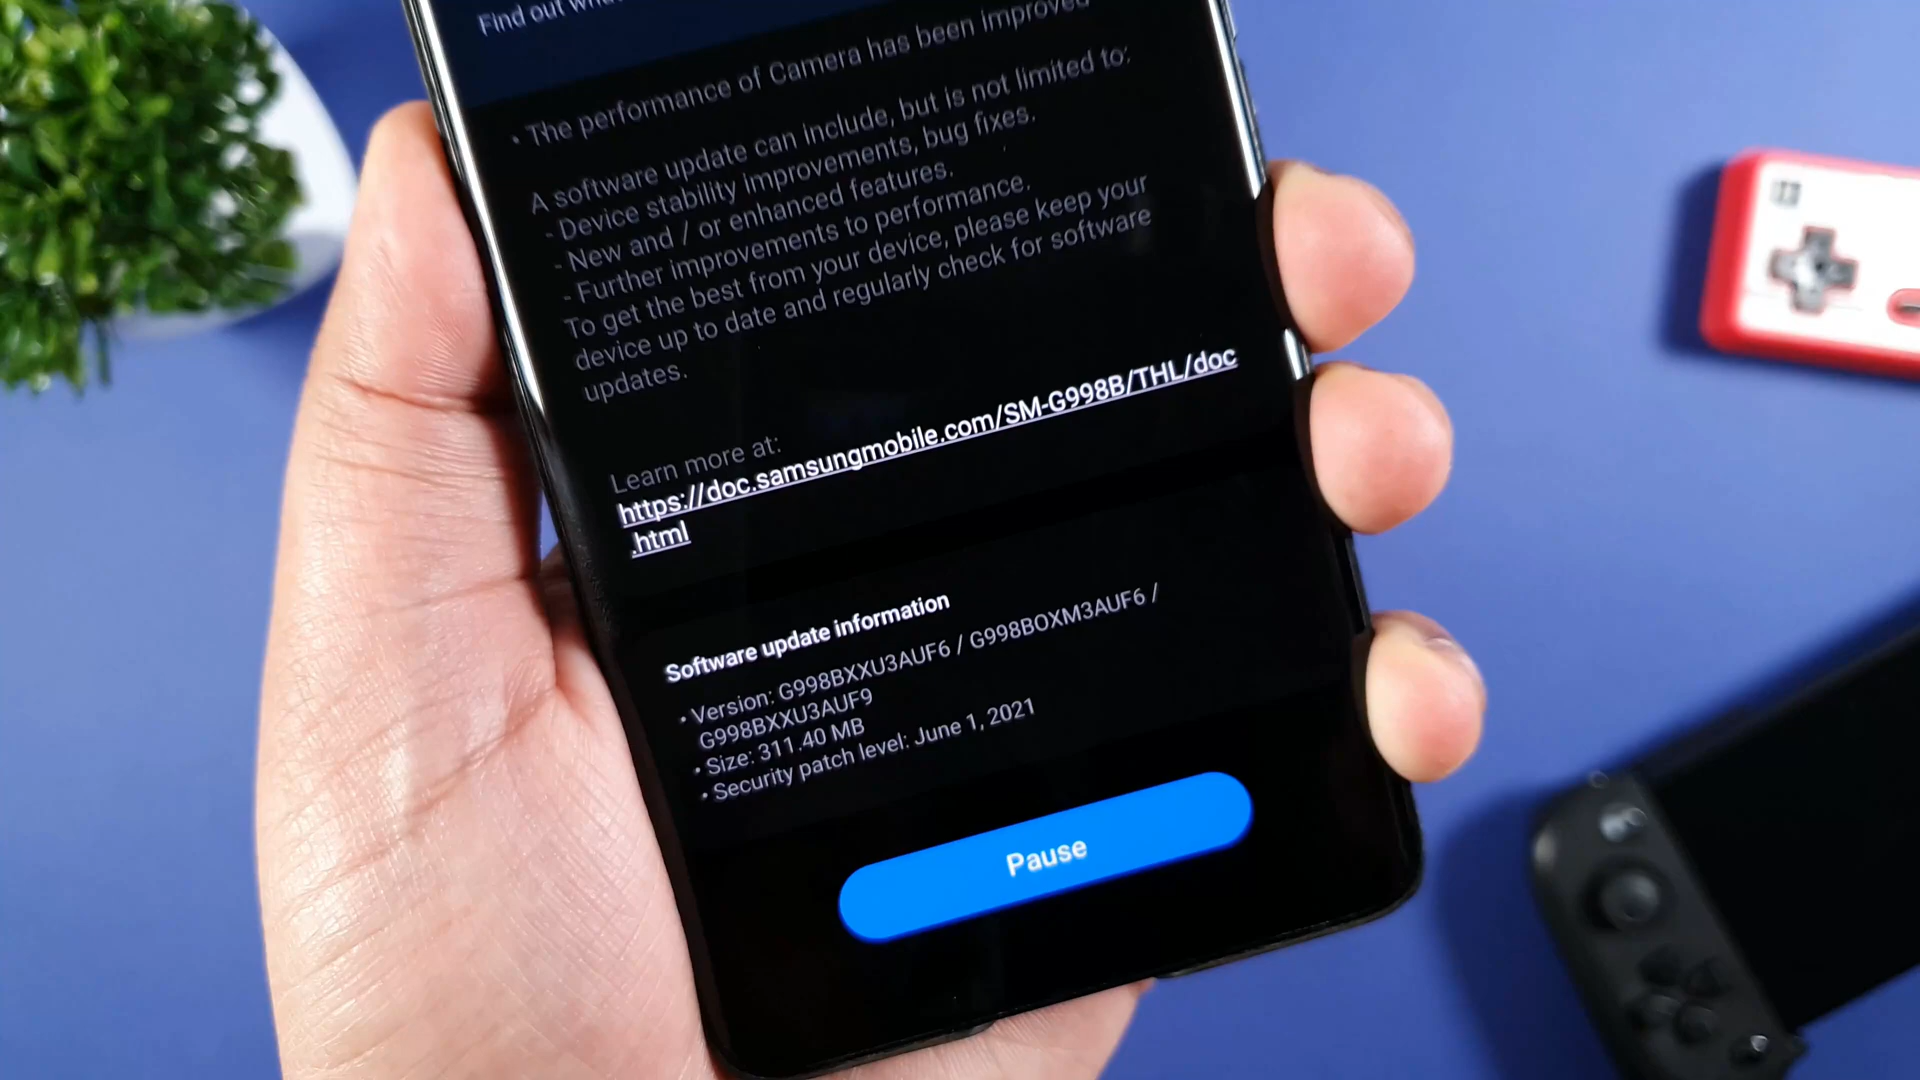 Find out
• The performance of Camera has been improved
A software update can include, but is not limited to:
- Device stability improvements, bug fixes.
- New and / or enhanced features.
- Further improvements to performance.
To get the best from your device, please keep your
device up to date and regularly check for software
updates.
Learn more at:
https://doc.samsungmobile.com/SM-G998B/THL/doc
.html
Software update information
• Version: G998BXXU3AUF6 / G998BOXM3AUF6 /
G998BXXU3AUF9
• Size: 311.40 MB
• Security patch level: June 1, 2021
Pause